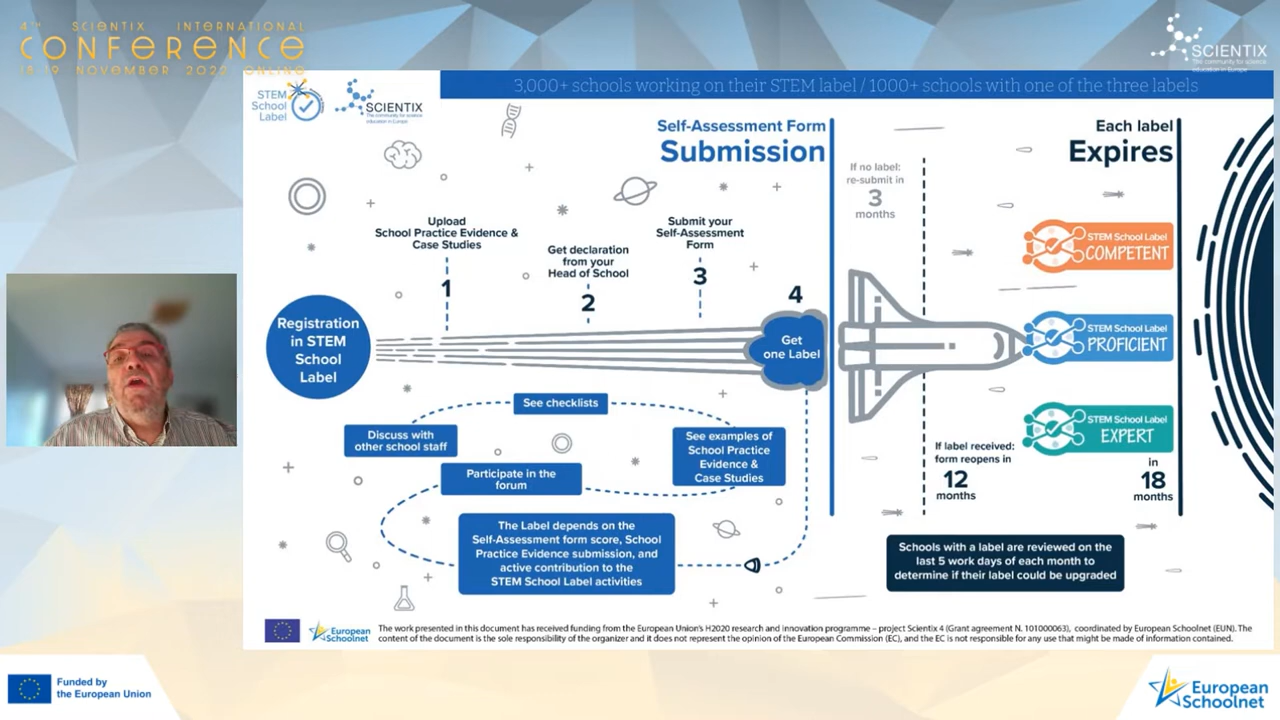 4TH SCIENTIX INTERNATIONAL
CONFERENCE
18-19 NOVEMBER 2022 ONLINE
SCIENTIX
The community for science
education in Europe
STEM
School
Label
SCIENTIX
The community for science
education in Europe
3,000+ schools working on their STEM label / 1000+ schools with one of the three labels
Self-Assessment Form
Submission
Each label
Expires
If no label:
re-submit in
3
months
Upload
School Practice Evidence &
Case Studies
1
Get declaration
from your
Head of School
2
Submit your
Self-Assessment
Form
3
4
Registration
in STEM
School
Label
Get
one Label
STEM School Label
COMPETENT
STEM School Label
PROFICIENT
STEM School Label
EXPERT
See checklists
Discuss with
other school staff
See examples of
School Practice
Evidence &
Case Studies
Participate in the
forum
If label received:
form reopens in
12
months
in
18
months
The Label depends on the
Self-Assessment form score, School
Practice Evidence submission, and
active contribution to the
STEM School Label activities
Schools with a label are reviewed on the
last 5 work days of each month to
determine if their label could be upgraded
European
Schoolnet
The work presented in this document has received funding from the European Union's H2020 research and innovation programme – project Scientix 4 (Grant agreement N. 101000063), coordinated by European Schoolnet (EUN). The
content of the document is the sole responsibility of the organizer and it does not represent the opinion of the European Commission (EC), and the EC is not responsible for any use that might be made of information contained.
Funded by
the European Union
European
Schoolnet